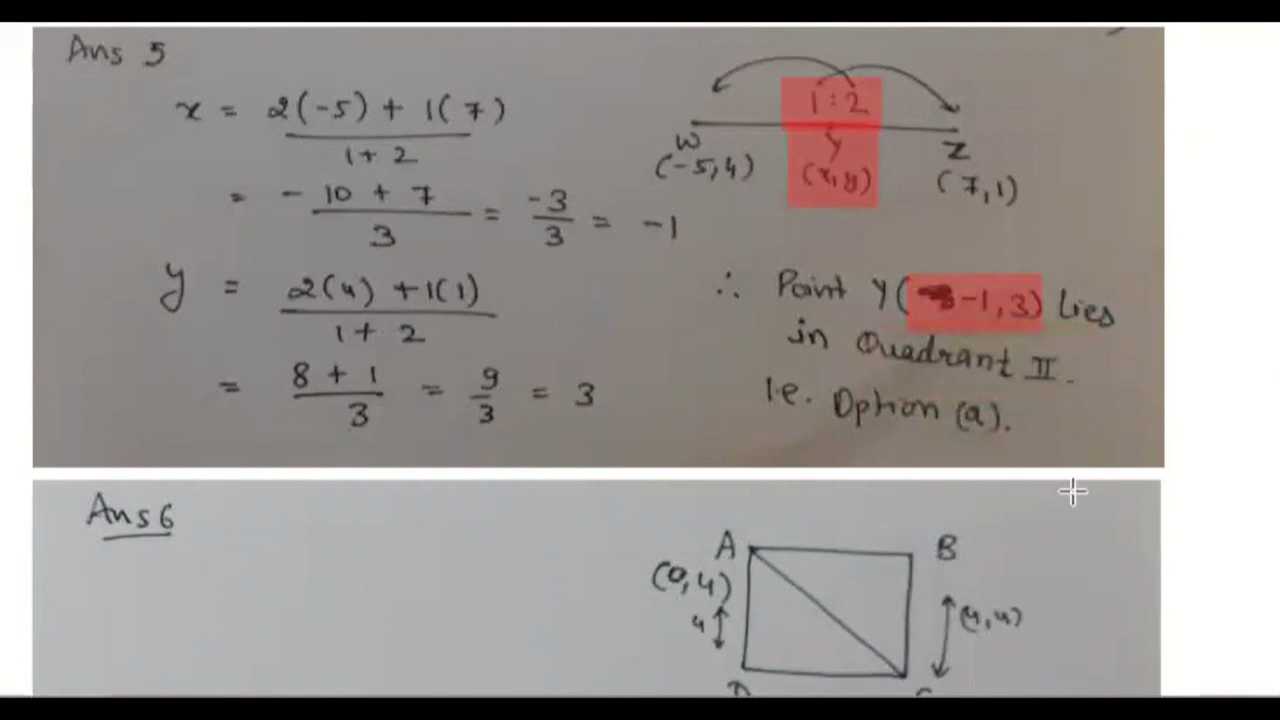 Ans 5
x = 2(-5) + 1(7)
1 + 2
= - 10 + 7 = -3 = -1
3 3
y = 2(4) + 1(1)
1 + 2
= 8 + 1 = 9 = 3
3 3
1 : 2
W Y Z
(-5,4) (x,y) (7,1)
∴ Point Y( -1, 3) Lies
in Quadrant II.
i.e. Option (a).
Ans 6
A B
(0,4)
4 (4,4)